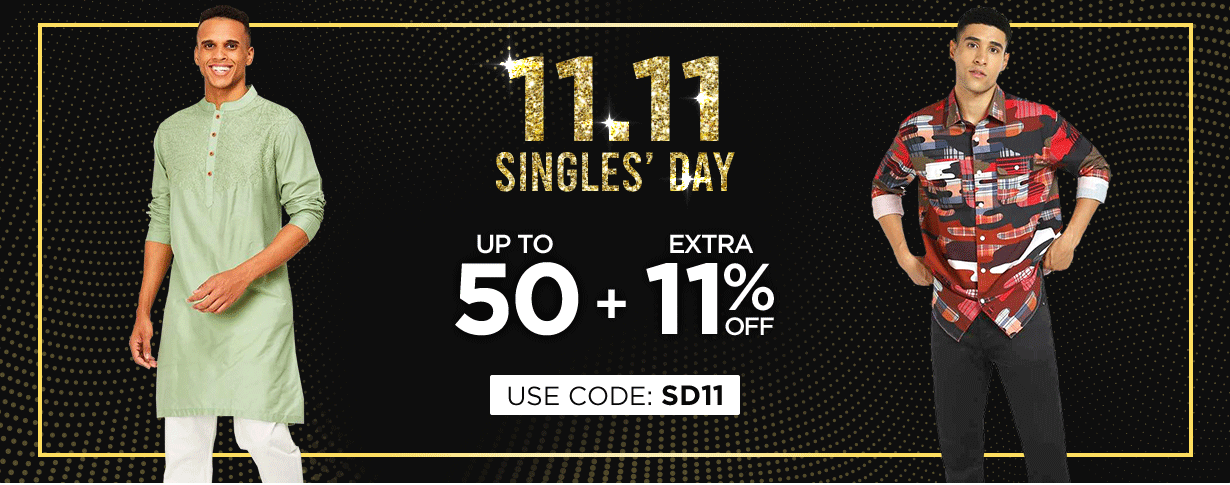 11.11
SINGLES’ DAY
UP TO
50
+
EXTRA
11%
OFF
USE CODE: SD11